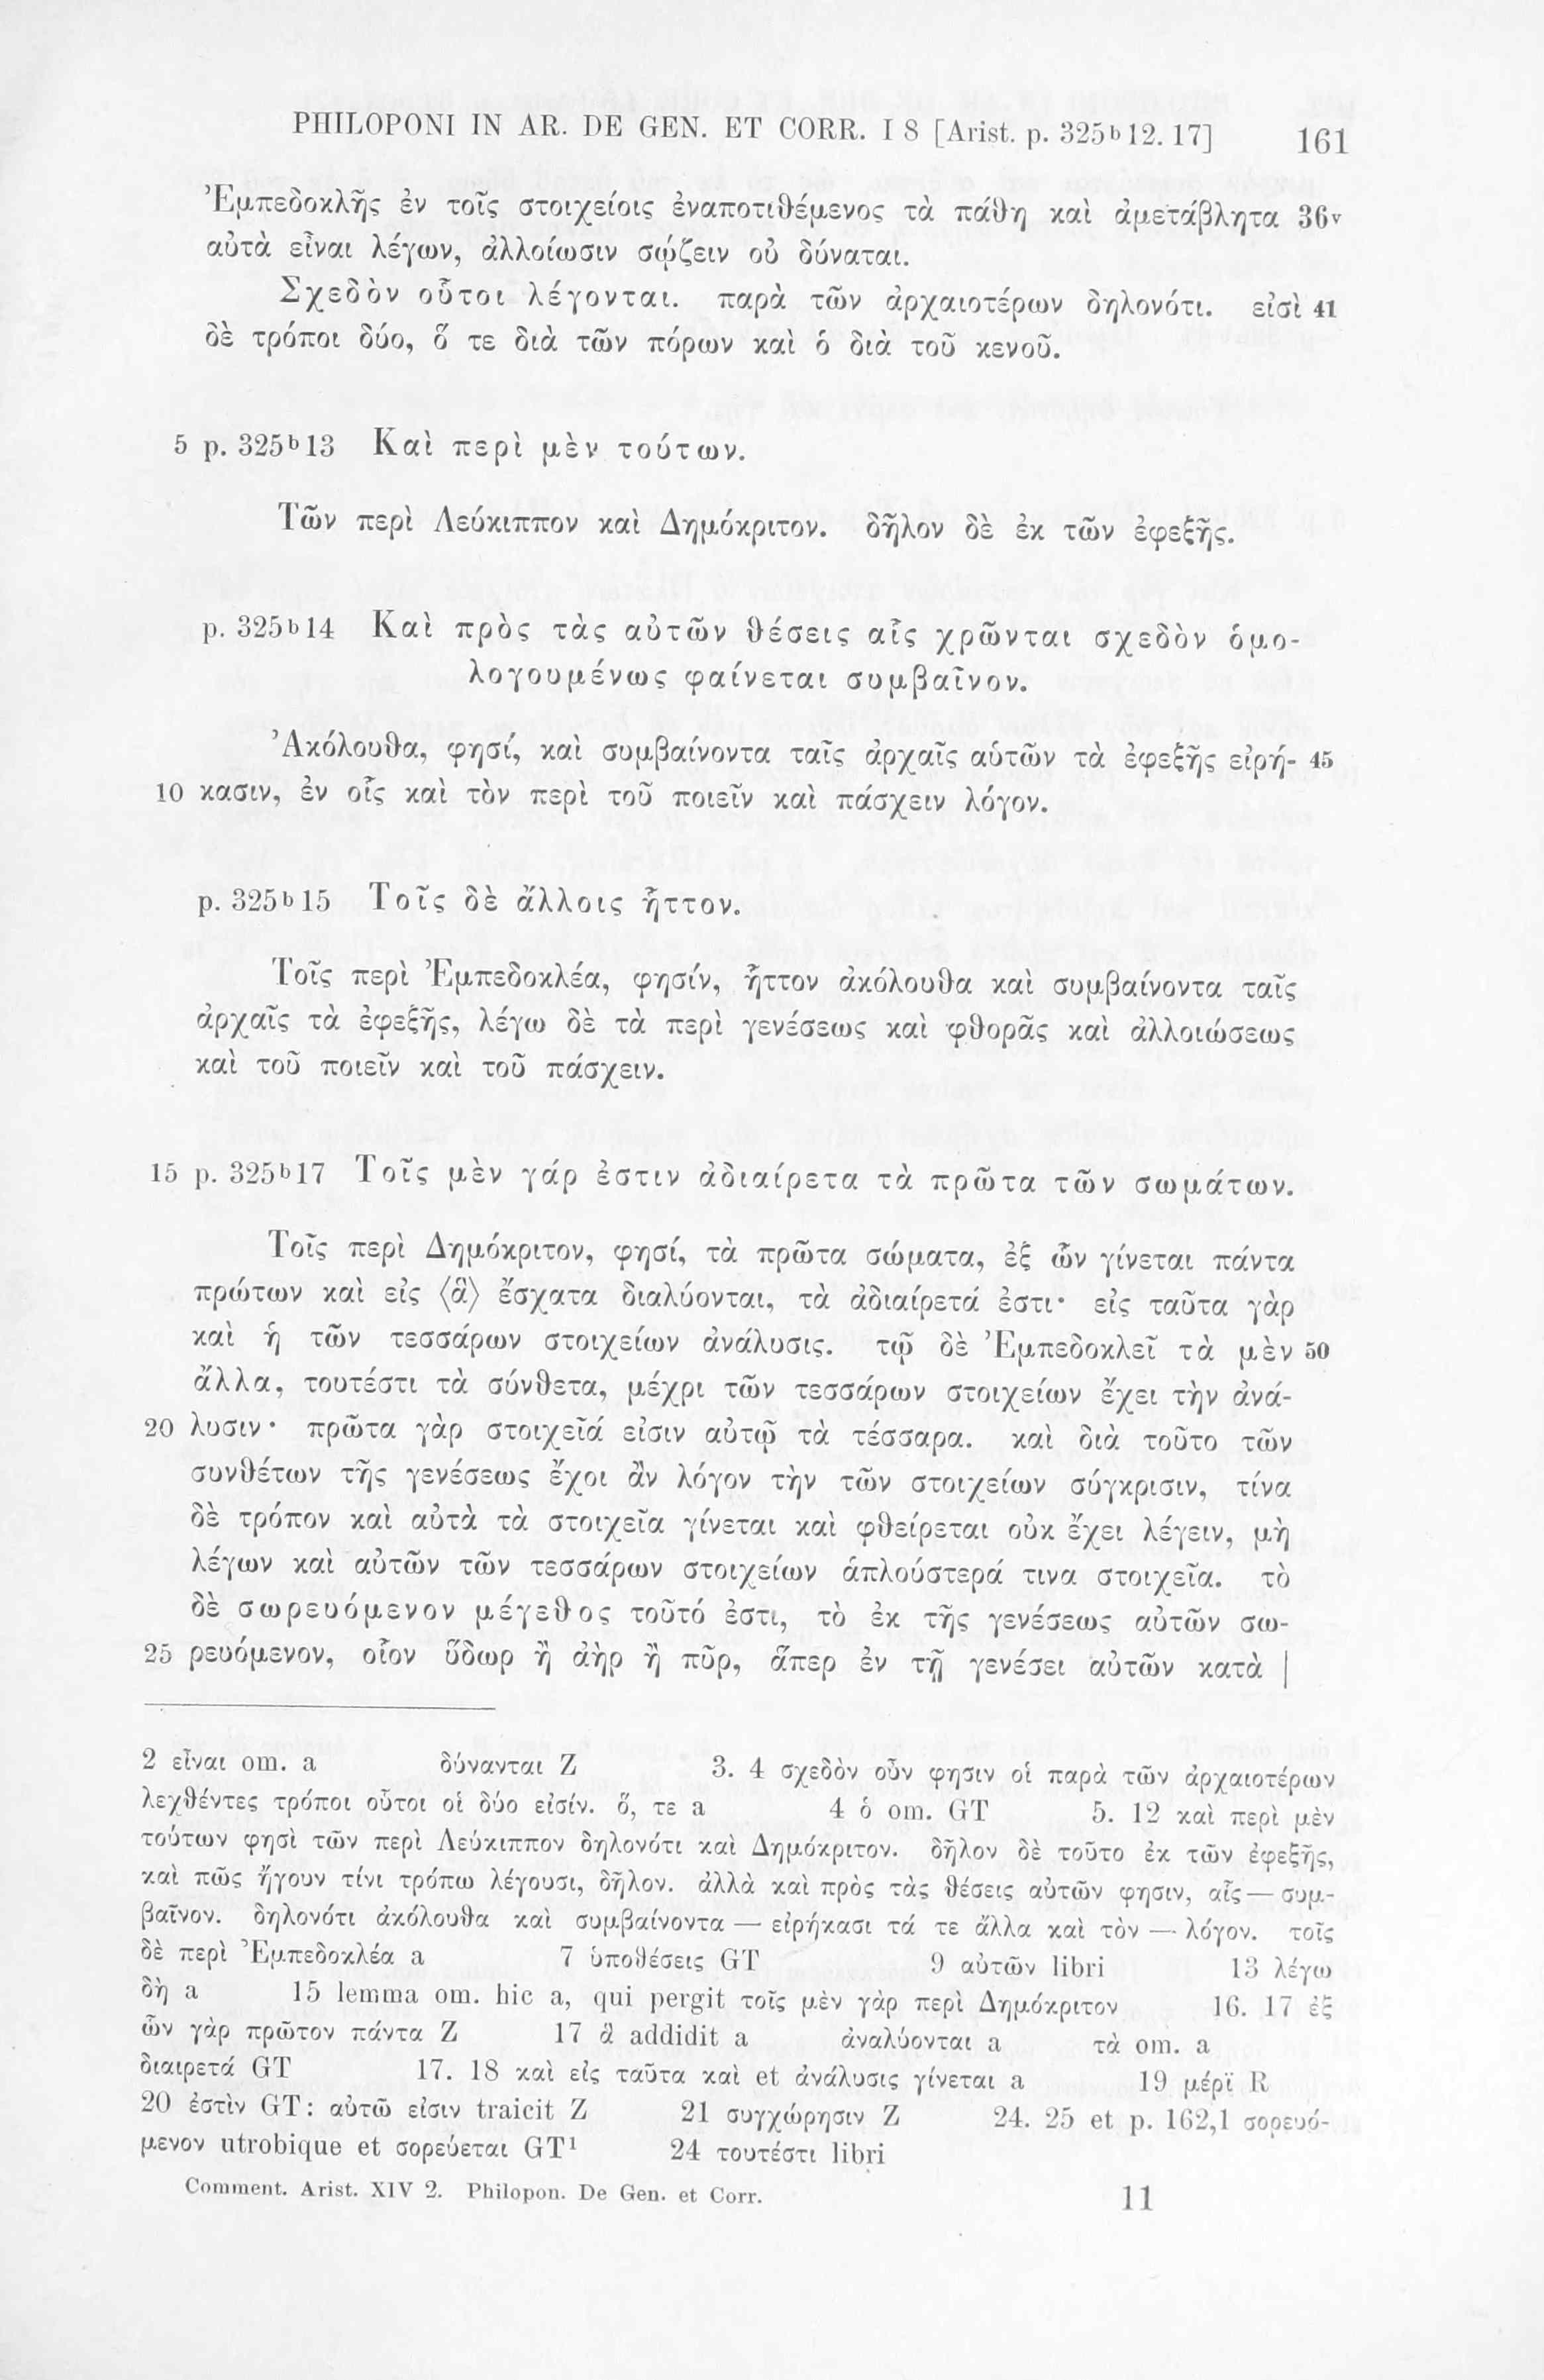 PHILOPONI IN AR. DE GEN. ET CORR. I 8 [Arist. p. 325ᵇ12. 17] 161
Ἐμπεδοκλῆς ἐν τοῖς στοιχείοις ἐναποτιθέμενος τὰ πάθη καὶ ἀμετάβλητα 36ᵛ
αὐτὰ εἶναι λέγων, ἀλλοίωσιν σῴζειν οὐ δύναται.
Σχεδὸν οὗτοι λέγονται. παρὰ τῶν ἀρχαιοτέρων δηλονότι. εἰσὶ 41
δὲ τρόποι δύο, ὅ τε διὰ τῶν πόρων καὶ ὁ διὰ τοῦ κενοῦ.
5 p. 325ᵇ13 Καὶ περὶ μὲν τούτων.
Τῶν περὶ Λεύκιππον καὶ Δημόκριτον. δῆλον δὲ ἐκ τῶν ἐφεξῆς.
p. 325ᵇ14 Καὶ πρὸς τὰς αὐτῶν θέσεις αἷς χρῶνται σχεδὸν ὁμο-
λογουμένως φαίνεται συμβαῖνον.
Ἀκόλουθα, φησί, καὶ συμβαίνοντα ταῖς ἀρχαῖς αὑτῶν τὰ ἐφεξῆς εἰρή- 45
10 κασιν, ἐν οἷς καὶ τὸν περὶ τοῦ ποιεῖν καὶ πάσχειν λόγον.
p. 325ᵇ15 Τοῖς δὲ ἄλλοις ἧττον.
Τοῖς περὶ Ἐμπεδοκλέα, φησίν, ἧττον ἀκόλουθα καὶ συμβαίνοντα ταῖς
ἀρχαῖς τὰ ἐφεξῆς, λέγω δὲ τὰ περὶ γενέσεως καὶ φθορᾶς καὶ ἀλλοιώσεως
καὶ τοῦ ποιεῖν καὶ τοῦ πάσχειν.
15 p. 325ᵇ17 Τοῖς μὲν γάρ ἐστιν ἀδιαίρετα τὰ πρῶτα τῶν σωμάτων.
Τοῖς περὶ Δημόκριτον, φησί, τὰ πρῶτα σώματα, ἐξ ὧν γίνεται πάντα
πρώτων καὶ εἰς ⟨ἃ⟩ ἔσχατα διαλύονται, τὰ ἀδιαίρετά ἐστι· εἰς ταῦτα γὰρ
καὶ ἡ τῶν τεσσάρων στοιχείων ἀνάλυσις. τῷ δὲ Ἐμπεδοκλεῖ τὰ μὲν 50
ἄλλα, τουτέστι τὰ σύνθετα, μέχρι τῶν τεσσάρων στοιχείων ἔχει τὴν ἀνά-
20 λυσιν· πρῶτα γὰρ στοιχεῖά εἰσιν αὐτῷ τὰ τέσσαρα. καὶ διὰ τοῦτο τῶν
συνθέτων τῆς γενέσεως ἔχοι ἂν λόγον τὴν τῶν στοιχείων σύγκρισιν, τίνα
δὲ τρόπον καὶ αὐτὰ τὰ στοιχεῖα γίνεται καὶ φθείρεται οὐκ ἔχει λέγειν, μὴ
λέγων καὶ αὐτῶν τῶν τεσσάρων στοιχείων ἁπλούστερά τινα στοιχεῖα. τὸ
δὲ σωρευόμενον μέγεθος τοῦτό ἐστι, τὸ ἐκ τῆς γενέσεως αὐτῶν σω-
25 ρευόμενον, οἷον ὕδωρ ἢ ἀὴρ ἢ πῦρ, ἅπερ ἐν τῇ γενέσει αὐτῶν κατὰ |
2 εἶναι om. a δύνανται Z 3. 4 σχεδὸν οὖν φησιν οἱ παρὰ τῶν ἀρχαιοτέρων
λεχθέντες τρόποι οὗτοι οἱ δύο εἰσίν. ὅ, τε a 4 ὁ om. GT 5. 12 καὶ περὶ μὲν
τούτων φησὶ τῶν περὶ Λεύκιππον δηλονότι καὶ Δημόκριτον. δῆλον δὲ τοῦτο ἐκ τῶν ἐφεξῆς,
καὶ πῶς ἤγουν τίνι τρόπω λέγουσι, δῆλον. ἀλλὰ καὶ πρὸς τὰς θέσεις αὐτῶν φησιν, αἷς — συμ-
βαῖνον. δηλονότι ἀκόλουθα καὶ συμβαίνοντα — εἰρήκασι τά τε ἄλλα καὶ τὸν — λόγον. τοῖς
δὲ περὶ Ἐμπεδοκλέα a 7 ὑποθέσεις GT 9 αὐτῶν libri 13 λέγω
δὴ a 15 lemma om. hic a, qui pergit τοῖς μὲν γὰρ περὶ Δημόκριτον 16. 17 ἐξ
ὧν γὰρ πρῶτον πάντα Z 17 ἃ addidit a ἀναλύονται a τὰ om. a
διαιρετά GT 17. 18 καὶ εἰς ταῦτα καὶ et ἀνάλυσις γίνεται a 19 μέρϊ R
20 ἐστὶν GT: αὐτῶ εἰσιν traicit Z 21 συγχώρησιν Z 24. 25 et p. 162,1 σορευό-
μενον utrobique et σορεύεται GT¹ 24 τουτέστι libri
Comment. Arist. XIV 2. Philopon. De Gen. et Corr. 11